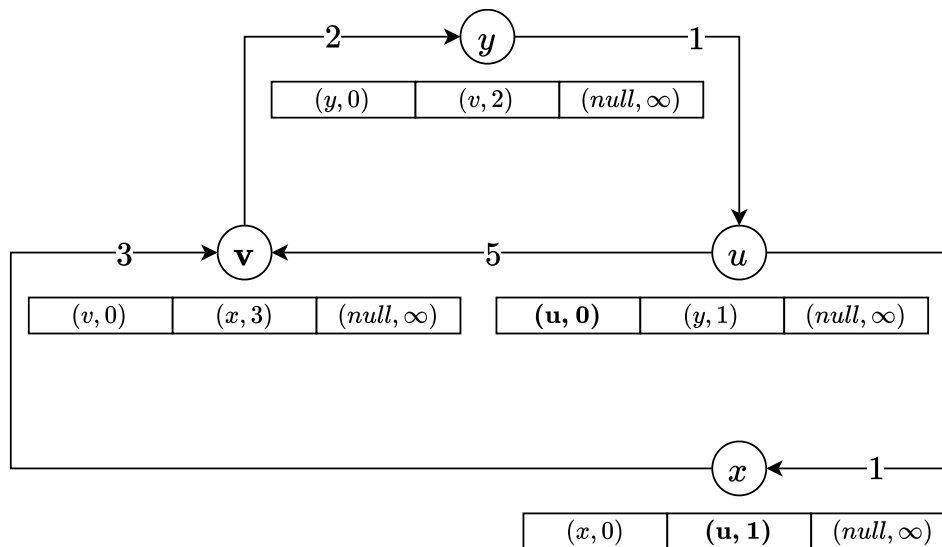 2 y 1
(y, 0) (v, 2) (null, ∞)
3 v 5 u
(v, 0) (x, 3) (null, ∞) (u, 0) (y, 1) (null, ∞)
x 1
(x, 0) (u, 1) (null, ∞)